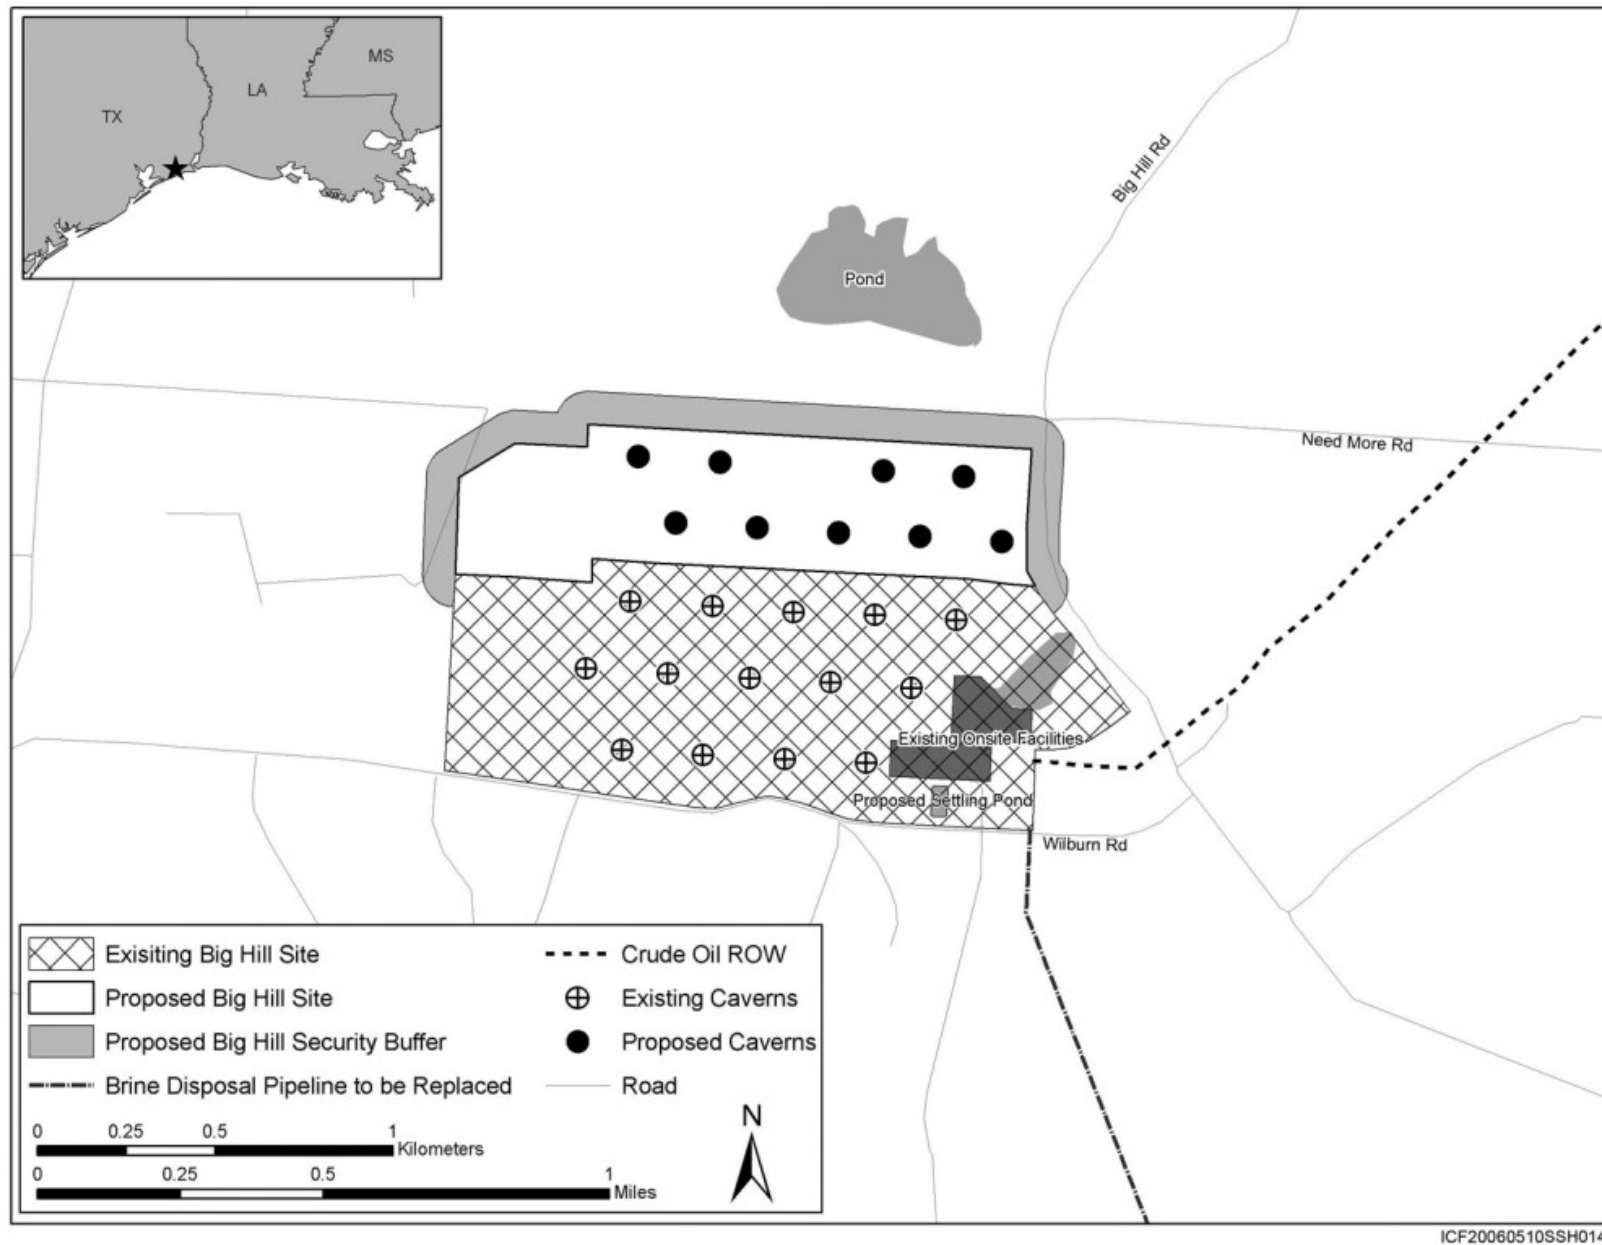 MS
LA
TX
Big Hill Rd
Pond
Need More Rd
Existing Onsite Facilities
Proposed Settling Pond
Wilburn Rd
Exisiting Big Hill Site
Proposed Big Hill Site
Proposed Big Hill Security Buffer
Brine Disposal Pipeline to be Replaced
Crude Oil ROW
Existing Caverns
Proposed Caverns
Road
0 0.25 0.5 1
Kilometers
0 0.25 0.5 1
Miles
N
ICF20060510SSH014